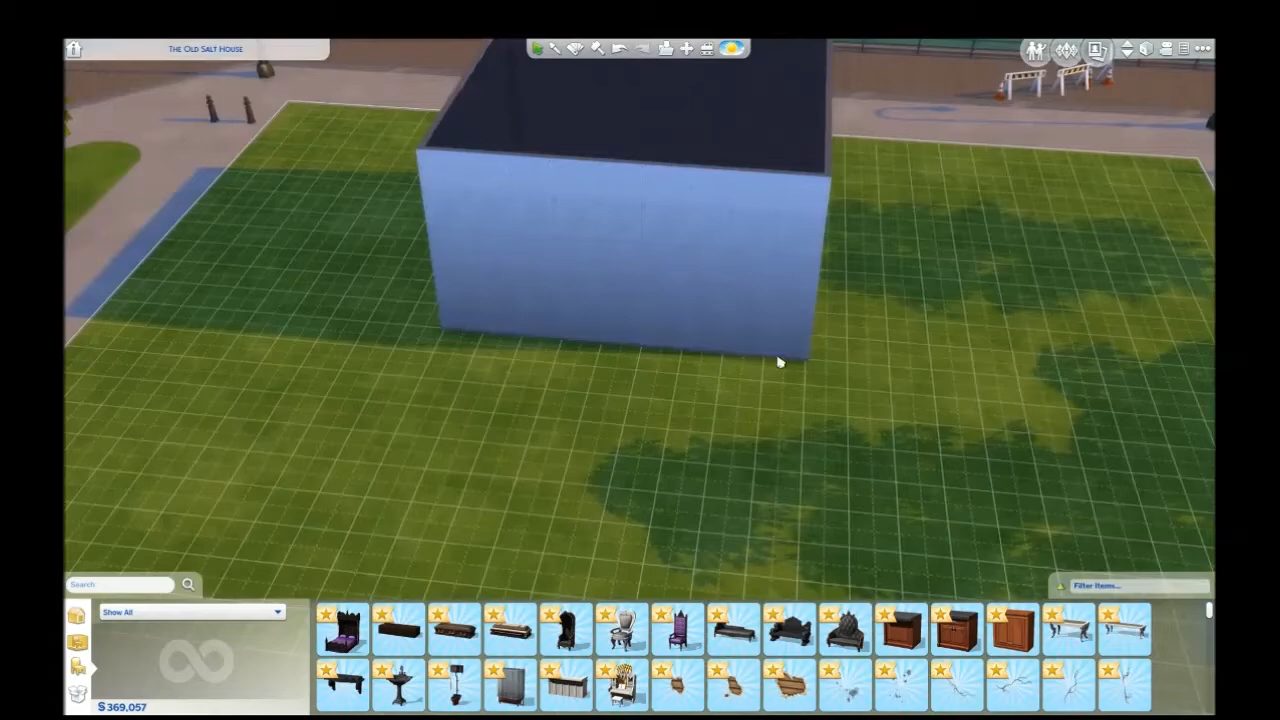 THE OLD SALT HOUSE
Search
Filter Items...
Show All
$369,057